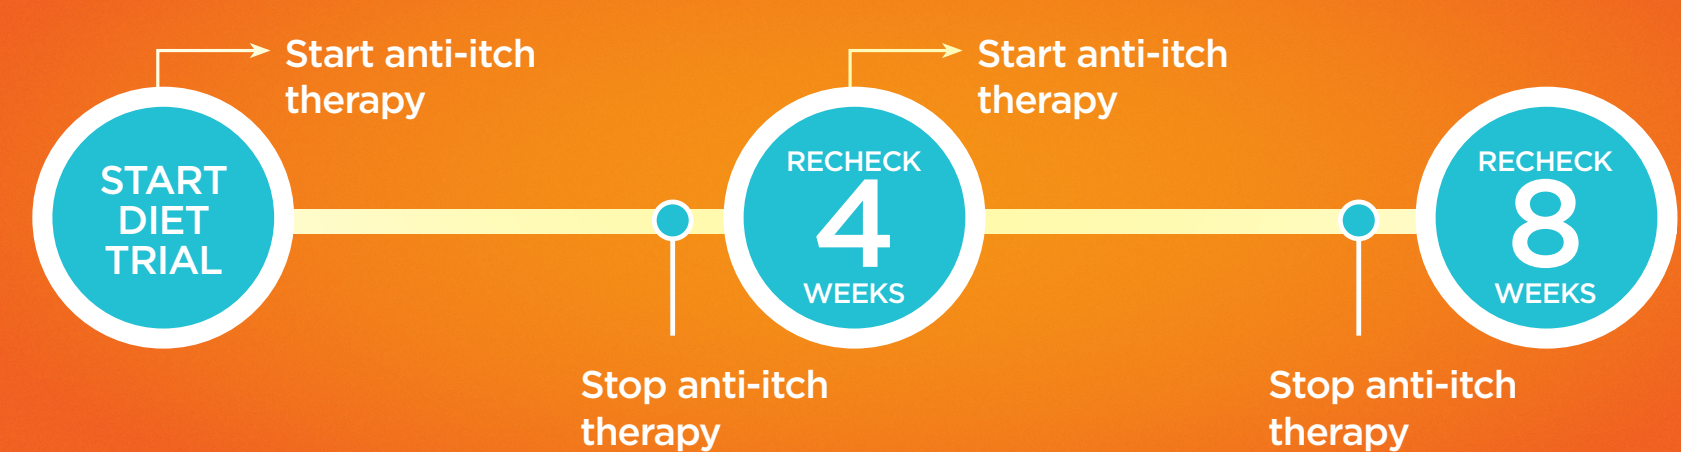 Start anti-itch
therapy
Start anti-itch
therapy
START
DIET
TRIAL
RECHECK
4
WEEKS
RECHECK
8
WEEKS
Stop anti-itch
therapy
Stop anti-itch
therapy